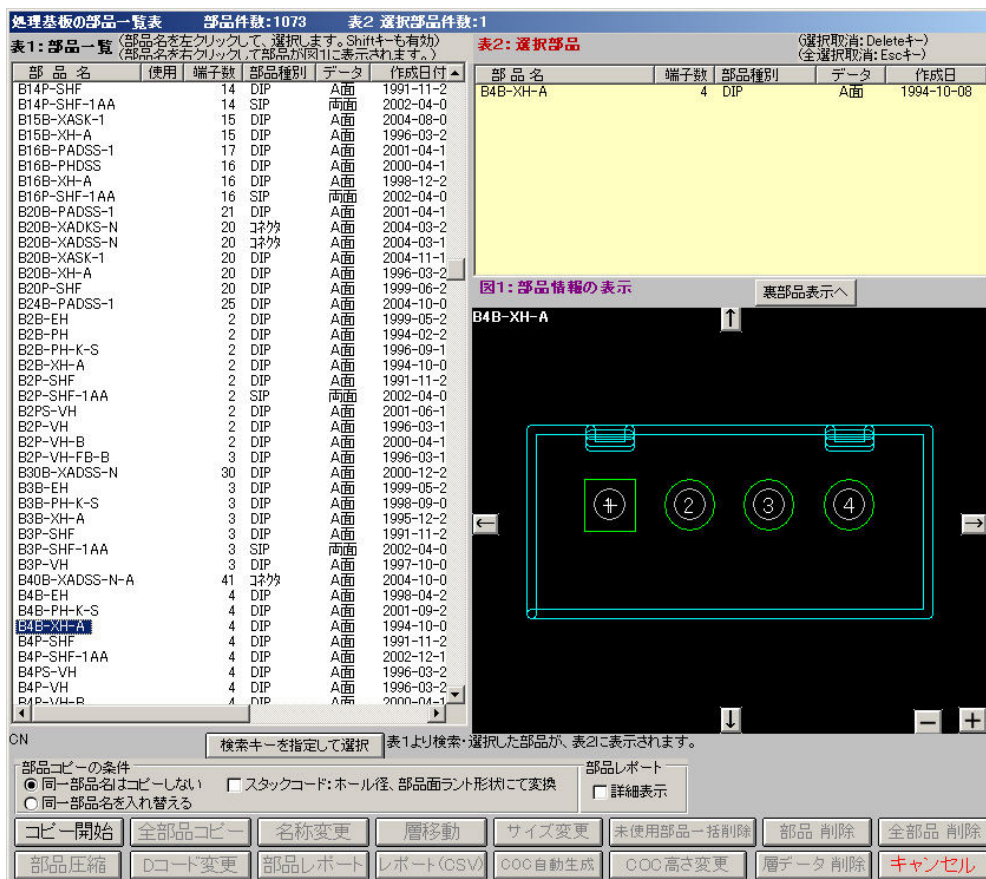 処理基板の部品一覧表 部品件数:1073 表2 選択部品件数:1
表1:部品一覧 (部品名を左クリックして、選択します。Shiftキーも有効)
(部品名を右クリックして部品が図1に表示されます。)
部 品 名 使用 端子数 部品種別 データ 作成日付
B14P-SHF 14 DIP A面 1991-11-2
B14P-SHF-1AA 14 SIP 両面 2002-04-0
B15B-XASK-1 15 DIP A面 2004-08-0
B15B-XH-A 15 DIP A面 1996-03-2
B16B-PADSS-1 17 DIP A面 2001-04-1
B16B-PHDSS 16 DIP A面 2000-04-1
B16B-XH-A 16 DIP A面 1998-12-2
B16P-SHF-1AA 16 SIP 両面 2002-04-0
B20B-PADSS-1 21 DIP A面 2001-04-1
B20B-XADKS-N 20 コネクタ A面 2004-03-2
B20B-XADSS-N 20 コネクタ A面 2004-03-1
B20B-XASK-1 20 DIP A面 2004-11-1
B20B-XH-A 20 DIP A面 1996-03-2
B20P-SHF 20 DIP A面 1999-06-2
B24B-PADSS-1 25 DIP A面 2004-10-0
B2B-EH 2 DIP A面 1999-05-2
B2B-PH 2 DIP A面 1994-02-2
B2B-PH-K-S 2 DIP A面 1996-09-1
B2B-XH-A 2 DIP A面 1994-10-0
B2P-SHF 2 DIP A面 1991-11-2
B2P-SHF-1AA 2 SIP 両面 2002-04-0
B2PS-VH 2 DIP A面 2001-06-1
B2P-VH 2 DIP A面 1996-03-1
B2P-VH-B 2 DIP A面 2000-04-1
B2P-VH-FB-B 3 DIP A面 1996-03-1
B30B-XADSS-N 30 DIP A面 2000-12-2
B3B-EH 3 DIP A面 1999-05-2
B3B-PH-K-S 3 DIP A面 1998-09-0
B3B-XH-A 3 DIP A面 1995-12-2
B3P-SHF 3 DIP A面 1991-11-2
B3P-SHF-1AA 3 SIP 両面 2002-04-0
B3P-VH 3 DIP A面 1997-10-0
B40B-XADSS-N-A 41 コネクタ A面 2004-10-0
B4B-EH 4 DIP A面 1998-04-2
B4B-PH-K-S 4 DIP A面 2001-09-2
B4B-XH-A 4 DIP A面 1994-10-0
B4P-SHF 4 DIP A面 1991-11-2
B4P-SHF-1AA 4 DIP A面 2002-12-1
B4PS-VH 4 DIP A面 1996-03-2
B4P-VH 4 DIP A面 1996-03-2
B4P-VH-B 4 DIP A面 2000-04-1
表2:選択部品 (選択取消:Deleteキー)
(全選択取消:Escキー)
部 品 名 端子数 部品種別 データ 作成日
B4B-XH-A 4 DIP A面 1994-10-08
図1:部品情報の表示 裏部品表示へ
B4B-XH-A
↑
1 2 3 4
← →
↓ − +
CN 検索キーを指定して選択 表1より検索・選択した部品が、表2に表示されます。
部品コピーの条件
同一部品名はコピーしない スタックコード:ホール径、部品面ラント形状にて変換
同一部品名を入れ替える
部品レポート
詳細表示
コピー開始 全部品コピー 名称変更 層移動 サイズ変更 未使用部品一括削除 部品 削除 全部品 削除
部品圧縮 Dコード変更 部品レポート レポート(CSV) COC自動生成 COC高さ変更 層データ削除 キャンセル